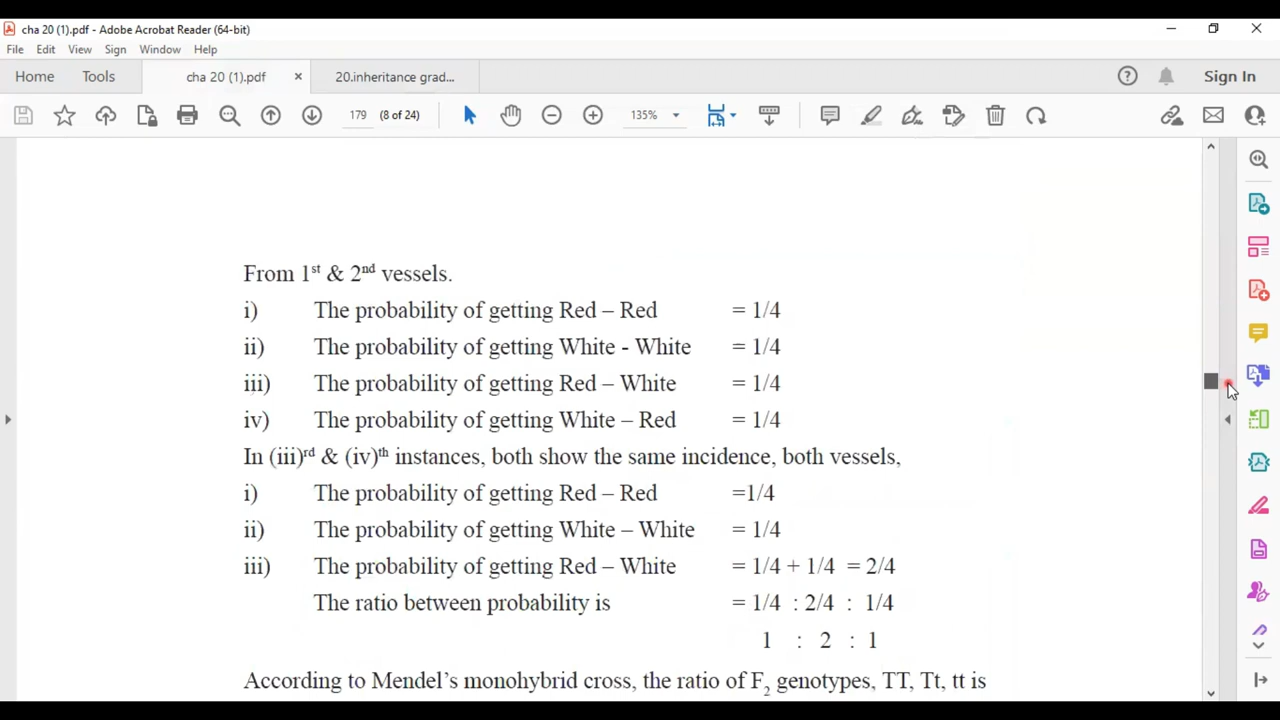 cha 20 (1).pdf - Adobe Acrobat Reader (64-bit)
File Edit View Sign Window Help
Home Tools cha 20 (1).pdf × 20.inheritance grad... Sign In
179 (8 of 24) 135%
From 1st & 2nd vessels.
i) The probability of getting Red – Red = 1/4
ii) The probability of getting White - White = 1/4
iii) The probability of getting Red – White = 1/4
iv) The probability of getting White – Red = 1/4
In (iii)rd & (iv)th instances, both show the same incidence, both vessels,
i) The probability of getting Red – Red =1/4
ii) The probability of getting White – White = 1/4
iii) The probability of getting Red – White = 1/4 + 1/4 = 2/4
The ratio between probability is = 1/4 : 2/4 : 1/4
1 : 2 : 1
According to Mendel’s monohybrid cross, the ratio of F2 genotypes, TT, Tt, tt is